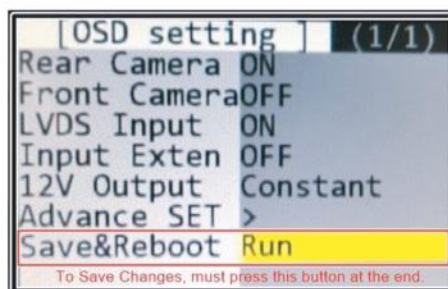 [OSD setting ] (1/1)
Rear Camera ON
Front CameraOFF
LVDS Input ON
Input Exten OFF
12V Output Constant
Advance SET >
Save&Reboot Run
To Save Changes, must press this button at the end.